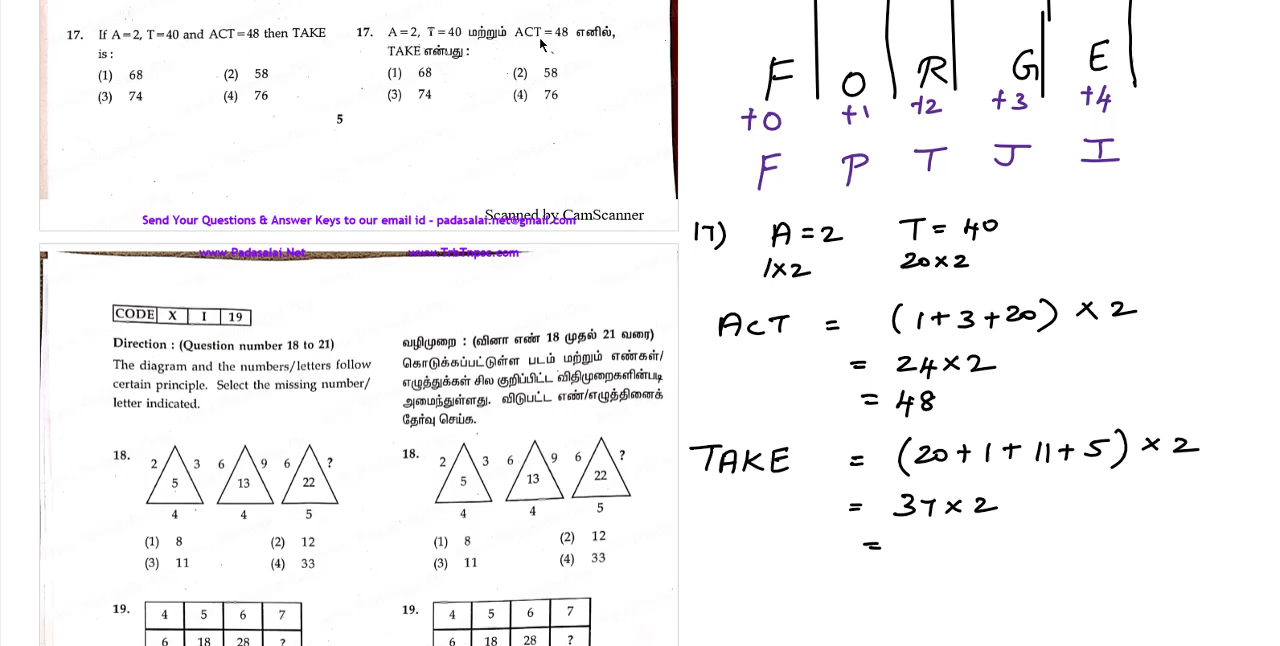 17. If A=2, T=40 and ACT=48 then TAKE
is :
(1) 68 (2) 58
(3) 74 (4) 76
17. A=2, T=40 மற்றும் ACT=48 எனில்,
TAKE என்பது :
(1) 68 (2) 58
(3) 74 (4) 76
5
Send Your Questions & Answer Keys to our email id - padasalai.net@gmail.com
Scanned by CamScanner
www.Padasalai.Net www.TrbTnpsc.com
CODE X I 19
Direction : (Question number 18 to 21)
The diagram and the numbers/letters follow
certain principle. Select the missing number/
letter indicated.
வழிமுறை : (வினா எண் 18 முதல் 21 வரை)
கொடுக்கப்பட்டுள்ள படம் மற்றும் எண்கள்/
எழுத்துக்கள் சில குறிப்பிட்ட விதிமுறைகளின்படி
அமைந்துள்ளது. விடுபட்ட எண்/எழுத்தினைத்
தேர்வு செய்க.
18. 2 3 6 9 6 ?
5 13 22
4 4 5
(1) 8 (2) 12
(3) 11 (4) 33
18. 2 3 6 9 6 ?
5 13 22
4 4 5
(1) 8 (2) 12
(3) 11 (4) 33
19. 4 5 6 7
6 18 28 ?
19. 4 5 6 7
6 18 28 ?
F O R G E
+0 +1 +2 +3 +4
F P T J I
17) A=2 T=40
1×2 20×2
ACT = (1+3+20) × 2
= 24×2
= 48
TAKE = (20+1+11+5) × 2
= 37×2
=